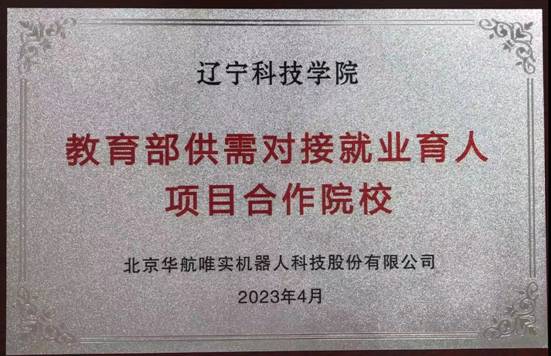 辽宁科技学院
教育部供需对接就业育人
项目合作院校
北京华航唯实机器人科技股份有限公司
2023年4月